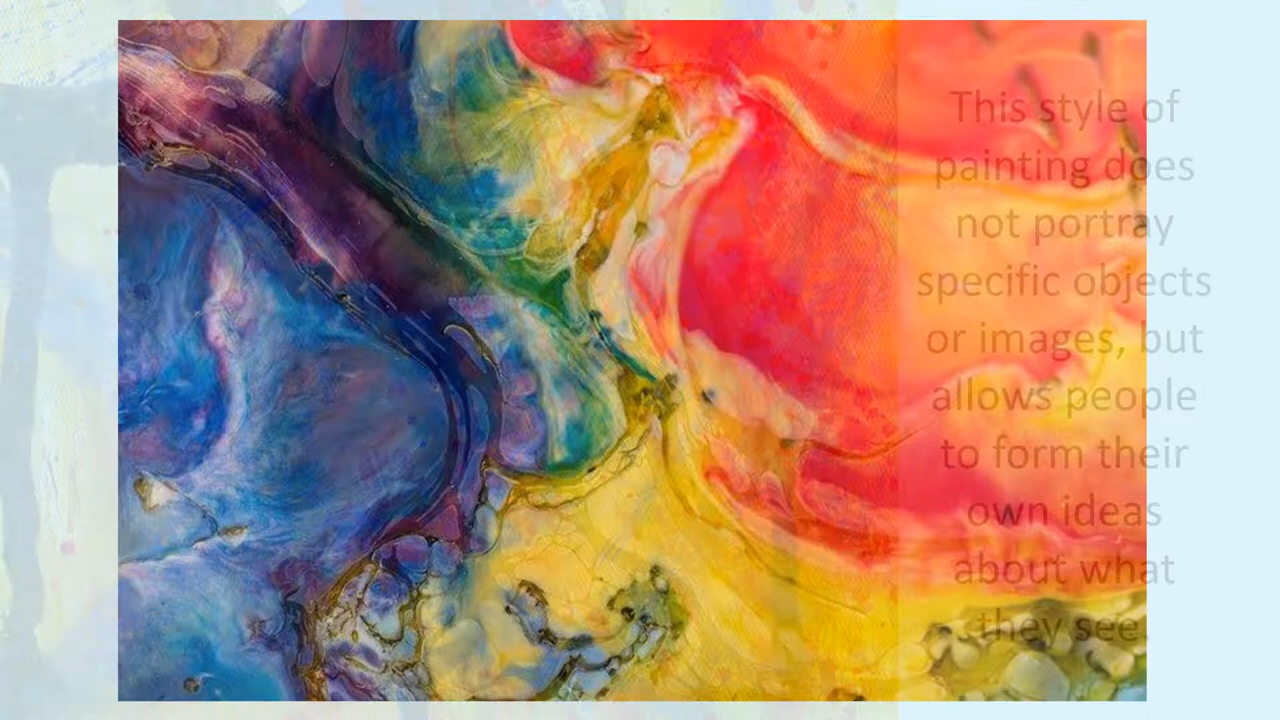 This style of
painting does
not portray
specific objects
or images, but
allows people
to form their
own ideas
about what
they see.